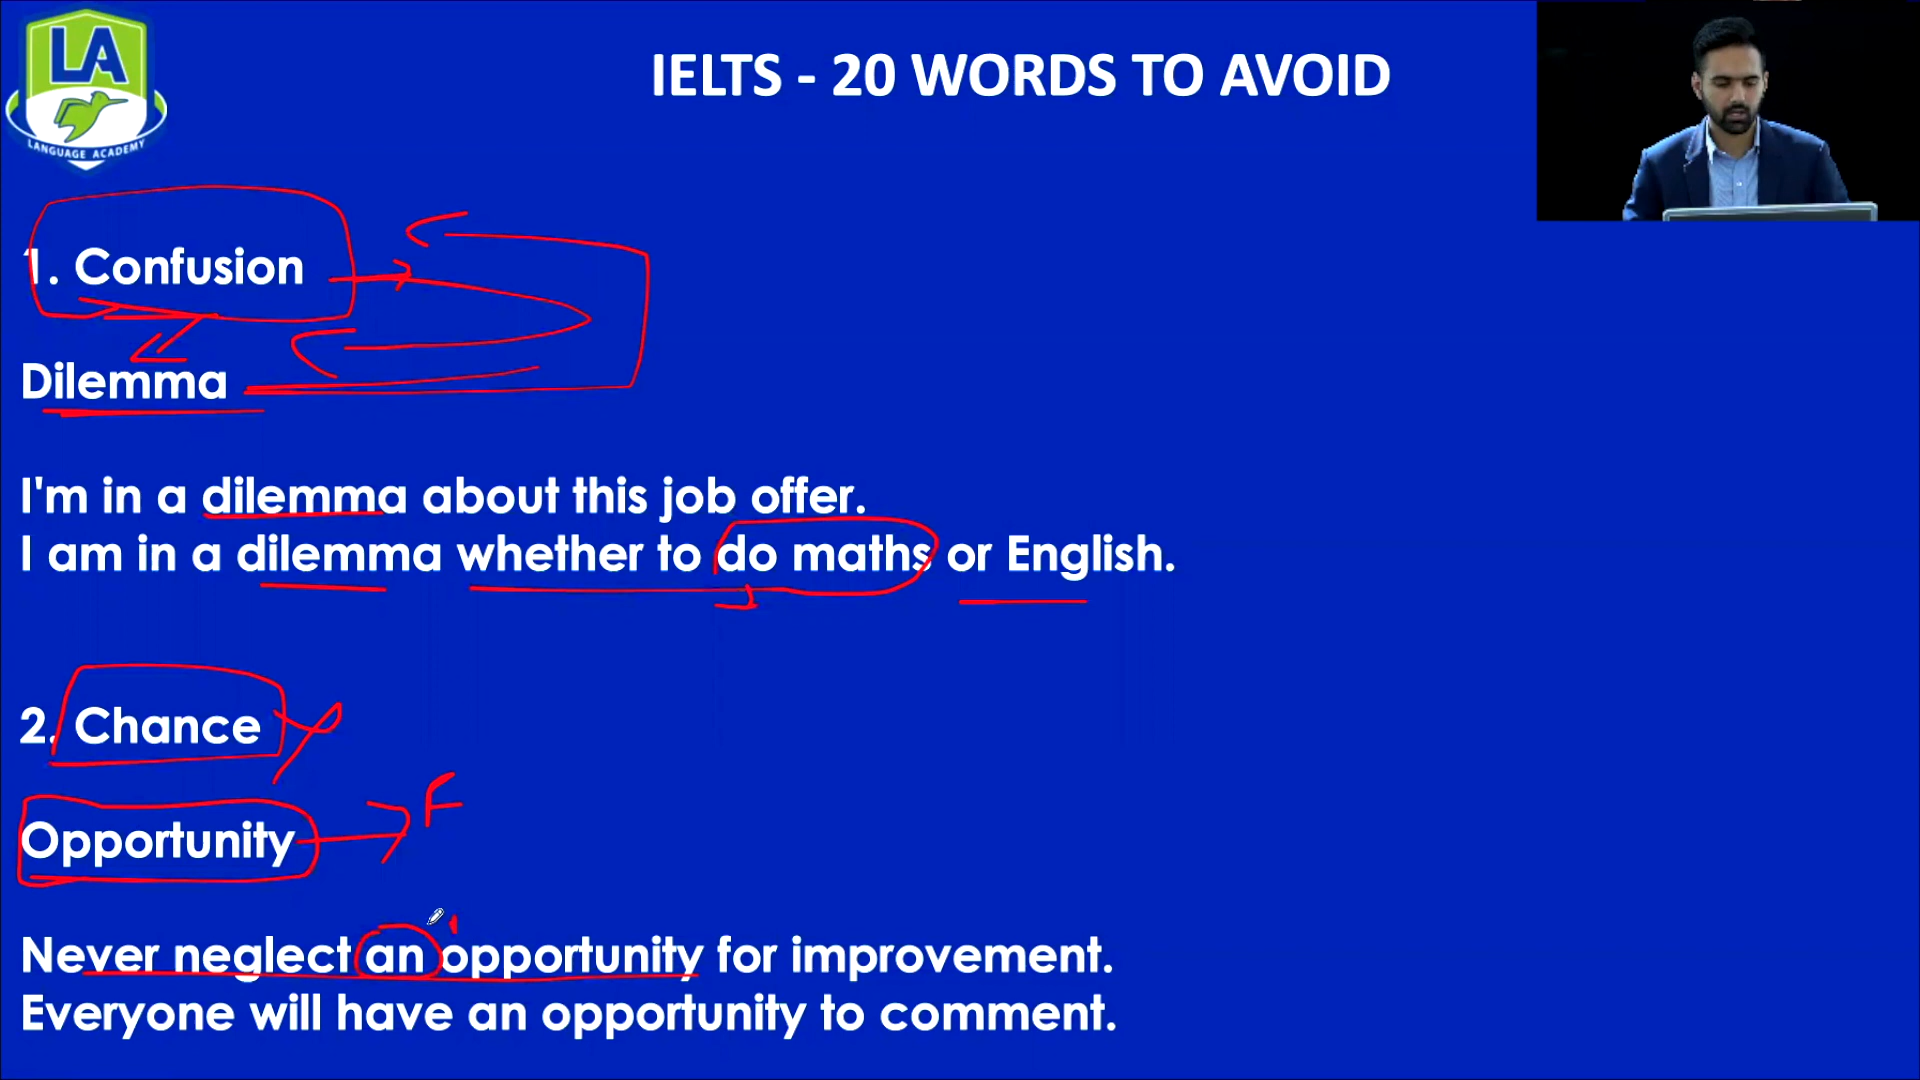 LA
LANGUAGE ACADEMY
IELTS - 20 WORDS TO AVOID
1. Confusion
Dilemma
I'm in a dilemma about this job offer.
I am in a dilemma whether to do maths or English.
2. Chance
Opportunity
F
Never neglect an opportunity for improvement.
Everyone will have an opportunity to comment.